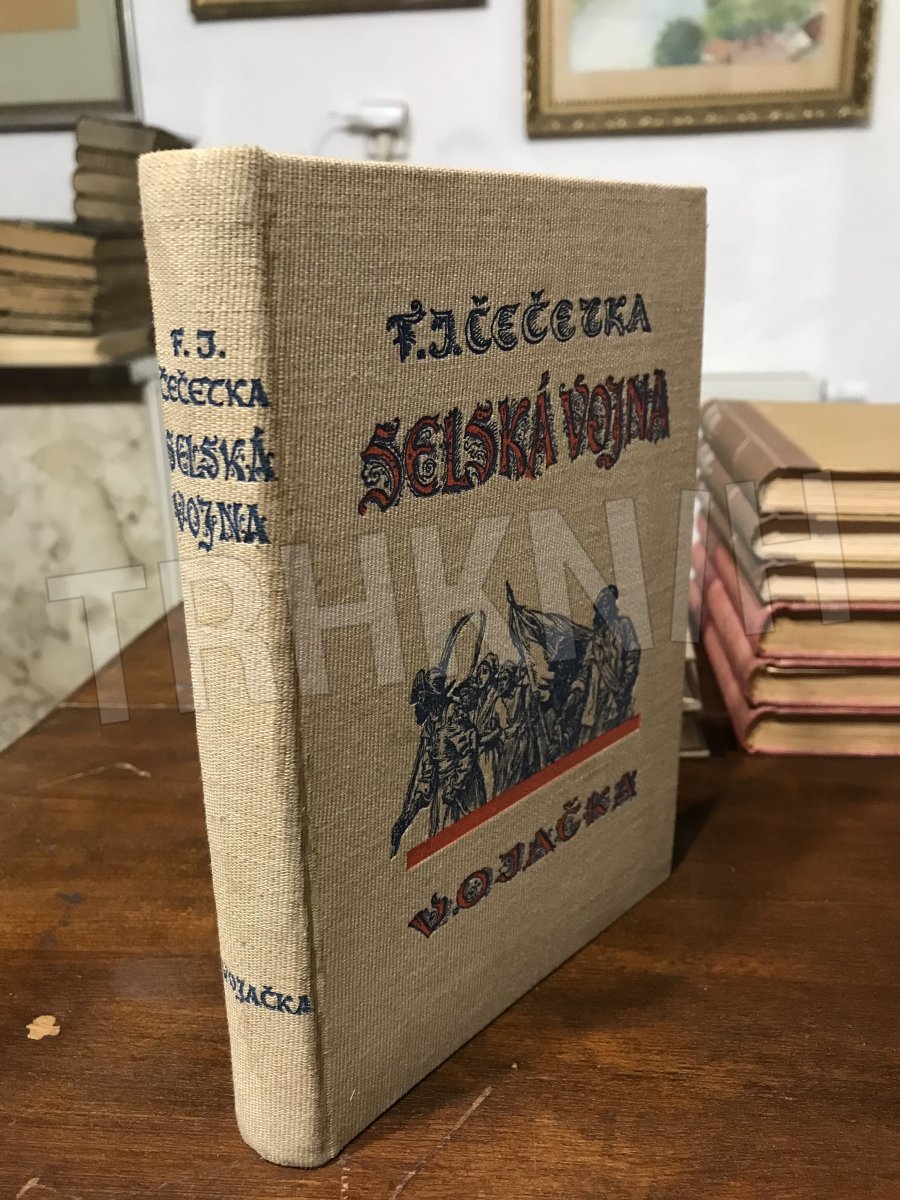 F. J.
ČEČETKA
SELSKÁ
VOJNA
VOJAČKA
F.J. ČEČETKA
SELSKÁ VOJNA
VOJAČKA
TRHKNIH